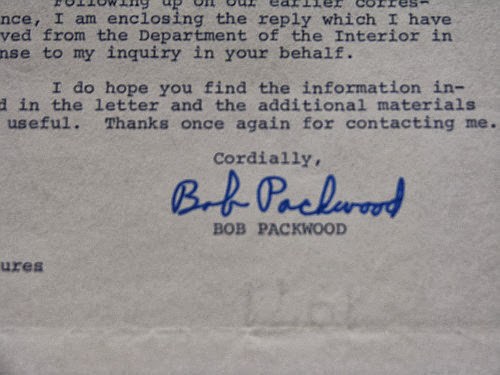 Following up on our earlier corres-
nce, I am enclosing the reply which I have
ved from the Department of the Interior in
nse to my inquiry in your behalf.
I do hope you find the information in-
d in the letter and the additional materials
useful. Thanks once again for contacting me.
Cordially,
Bob Packwood
BOB PACKWOOD
ures